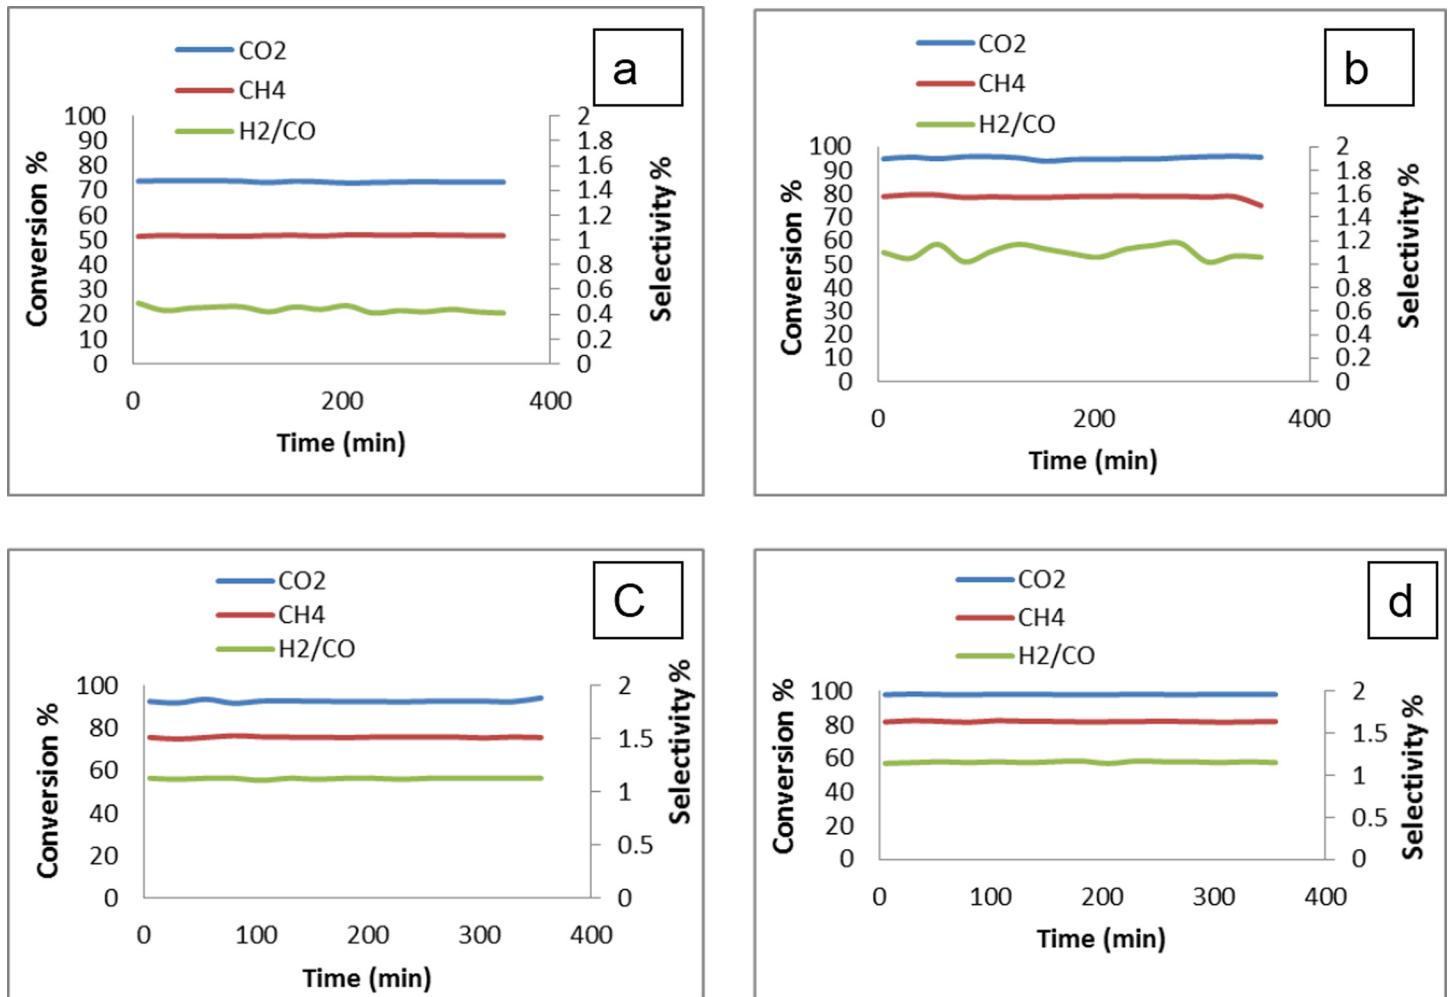 a
CO2
CH4
H2/CO
Conversion %
100
90
80
70
60
50
40
30
20
10
0
2
1.8
1.6
1.4
1.2
1
0.8
0.6
0.4
0.2
0
Selectivity %
0 200 400
Time (min)
b
CO2
CH4
H2/CO
Conversion %
100
90
80
70
60
50
40
30
20
10
0
2
1.8
1.6
1.4
1.2
1
0.8
0.6
0.4
0.2
0
Selectivity %
0 200 400
Time (min)
C
CO2
CH4
H2/CO
Conversion %
100
80
60
40
20
0
2
1.5
1
0.5
0
Selectivity %
0 100 200 300 400
Time (min)
d
CO2
CH4
H2/CO
Conversion %
100
80
60
40
20
0
2
1.5
1
0.5
0
Selectivity %
0 100 200 300 400
Time (min)